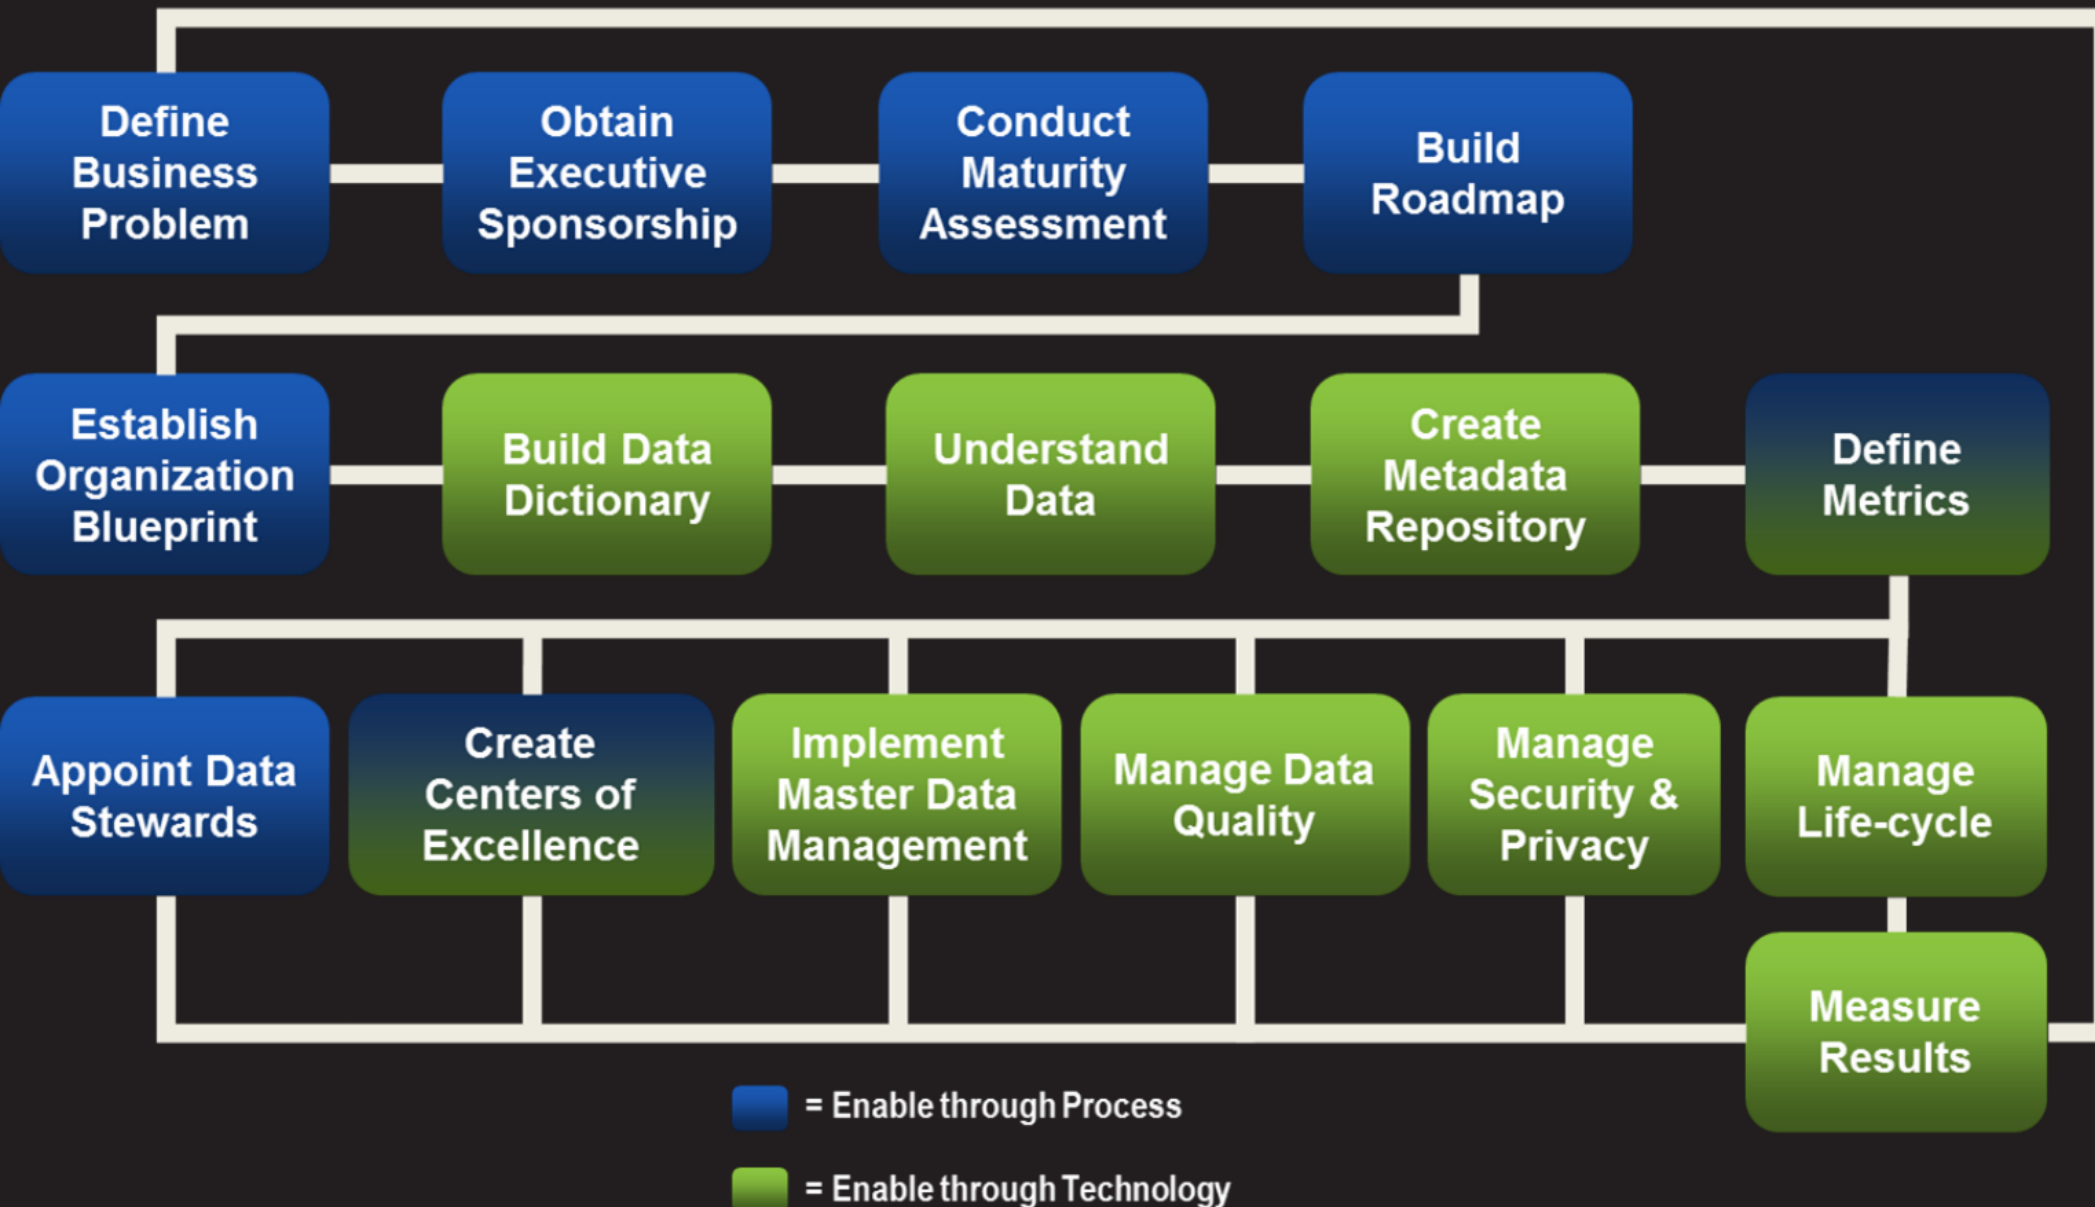 Define
Business
Problem
Obtain
Executive
Sponsorship
Conduct
Maturity
Assessment
Build
Roadmap
Establish
Organization
Blueprint
Build Data
Dictionary
Understand
Data
Create
Metadata
Repository
Define
Metrics
Appoint Data
Stewards
Create
Centers of
Excellence
Implement
Master Data
Management
Manage Data
Quality
Manage
Security &
Privacy
Manage
Life-cycle
Measure
Results
= Enable through Process
= Enable through Technology